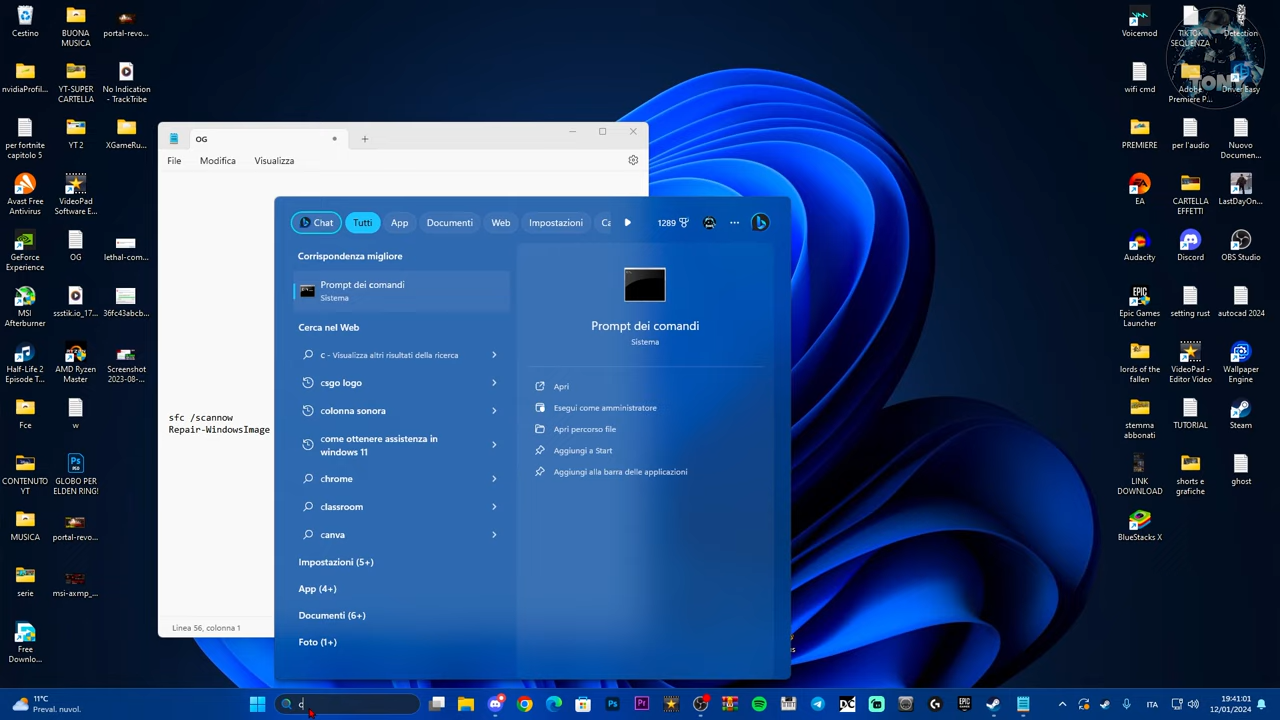 Cestino
BUONA
MUSICA
portal-revo...
nvidiaProfil...
YT-SUPER
CARTELLA
No Indication
- TrackTribe
per fortnite
capitolo 5
YT 2
XGameRu...
Avast Free
Antivirus
VideoPad
Software E...
GeForce
Experience
OG
lethal-com...
MSI
Afterburner
ssstik.io_17...
36fc43abcb...
Half-Life 2
Episode T...
AMD Ryzen
Master
Screenshot
2023-08-...
Fce
w
CONTENUTO
YT
GLOBO PER
ELDEN RING!
MUSICA
portal-revo...
serie
msi-axmp_...
Free
Downlo...
OG
File
Modifica
Visualizza
sfc /scannow
Repair-WindowsImage
Linea 56, colonna 1
Chat
Tutti
App
Documenti
Web
Impostazioni
Ca
1289
Corrispondenza migliore
Prompt dei comandi
Sistema
Cerca nel Web
c - Visualizza altri risultati della ricerca
csgo logo
colonna sonora
come ottenere assistenza in
windows 11
chrome
classroom
canva
Impostazioni (5+)
App (4+)
Documenti (6+)
Foto (1+)
Prompt dei comandi
Sistema
Apri
Esegui come amministratore
Apri percorso file
Aggiungi a Start
Aggiungi alla barra delle applicazioni
Voicemod
TIKTOK
SEQUENZA
Detection
TONY
wifi cmd
Adobe
Premiere P...
Driver Easy
PREMIERE
per l'audio
Nuovo
Documen...
EA
CARTELLA
EFFETTI
LastDayOn...
Audacity
Discord
OBS Studio
Epic Games
Launcher
setting rust
autocad 2024
lords of the
fallen
VideoPad -
Editor Video
Wallpaper
Engine
stemma
abbonati
TUTORIAL
Steam
LINK
DOWNLOAD
shorts e
grafiche
ghost
BlueStacks X
11°C
Preval. nuvol.
c
ITA
19:41:01
12/01/2024